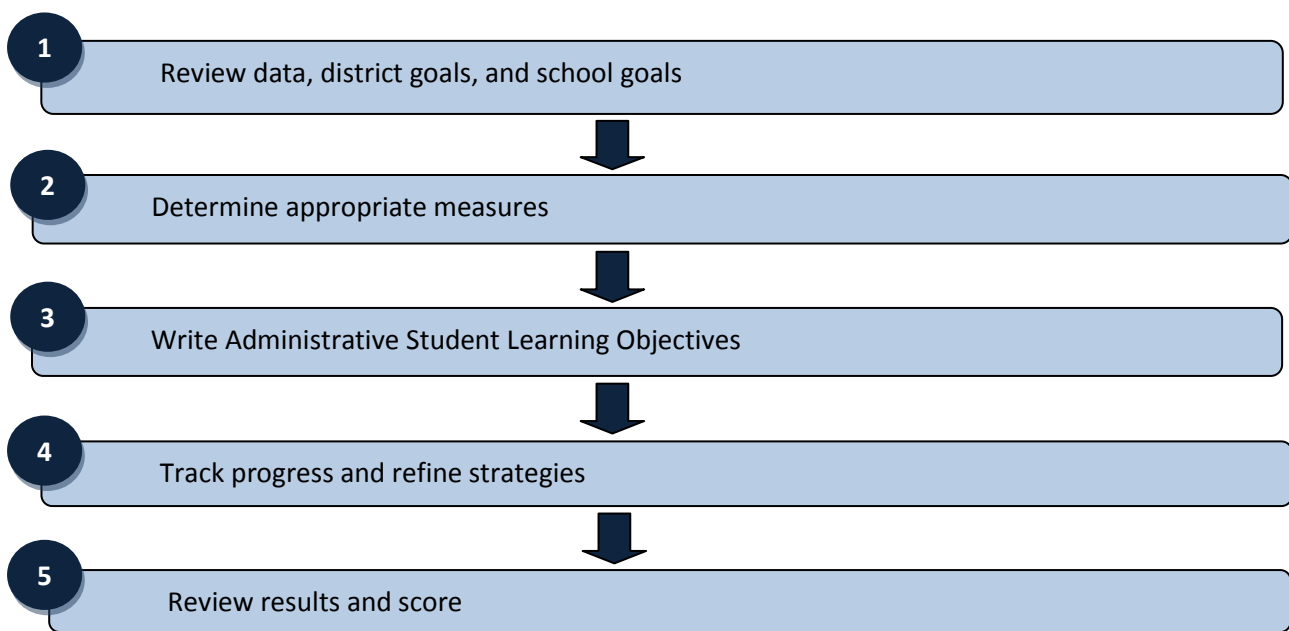 1
Review data, district goals, and school goals
2
Determine appropriate measures
3
Write Administrative Student Learning Objectives
4
Track progress and refine strategies
5
Review results and score